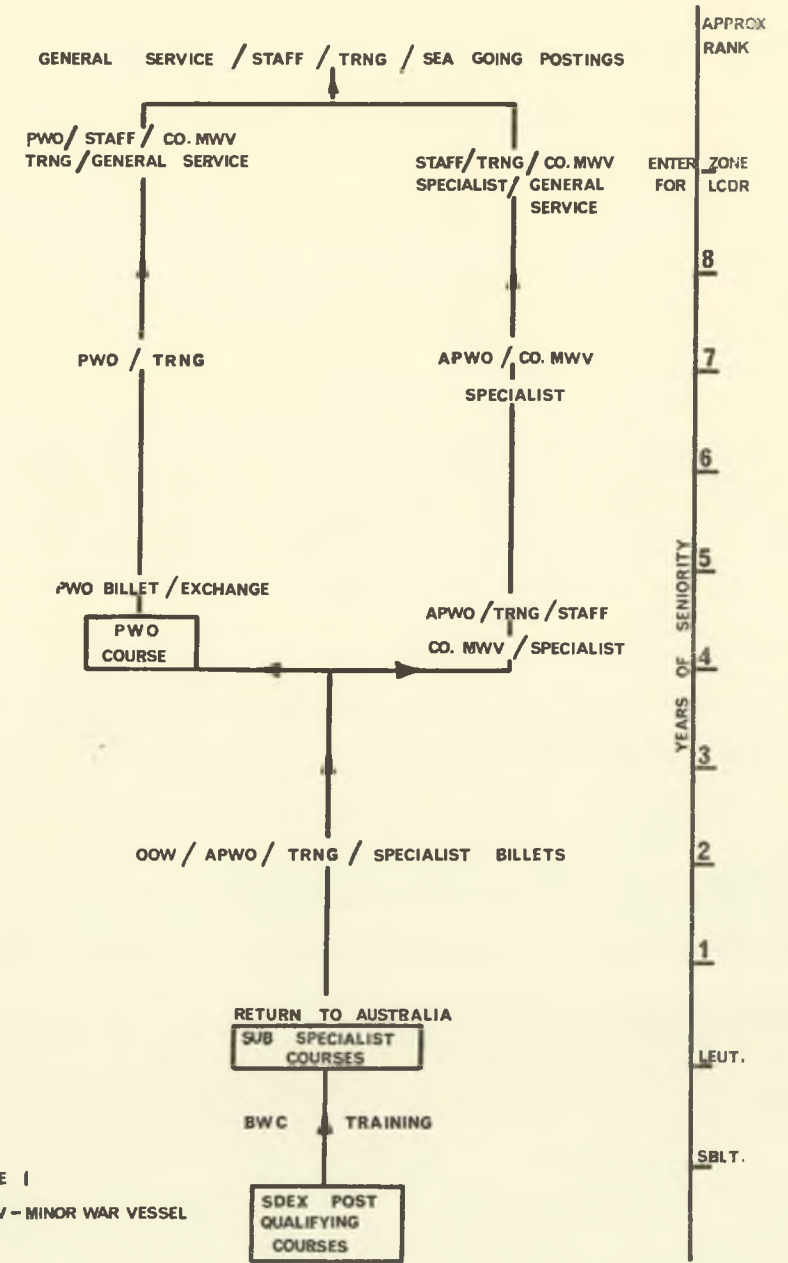 APPROX
RANK
GENERAL SERVICE / STAFF / TRNG / SEA GOING POSTINGS
PWO / STAFF / CO. MWV
TRNG / GENERAL SERVICE
STAFF/TRNG / CO. MWV
SPECIALIST / GENERAL
SERVICE
ENTER ZONE
FOR LCDR
8
PWO / TRNG
APWO / CO. MWV
SPECIALIST
7
6
YEARS OF SENIORITY
5
PWO BILLET / EXCHANGE
PWO
COURSE
APWO/TRNG/STAFF
CO. MWV / SPECIALIST
4
3
OOW / APWO / TRNG / SPECIALIST BILLETS
2
1
RETURN TO AUSTRALIA
SUB SPECIALIST
COURSES
LEUT.
BWC TRAINING
SBLT.
SDEX POST
QUALIFYING
COURSES
E 1
V - MINOR WAR VESSEL